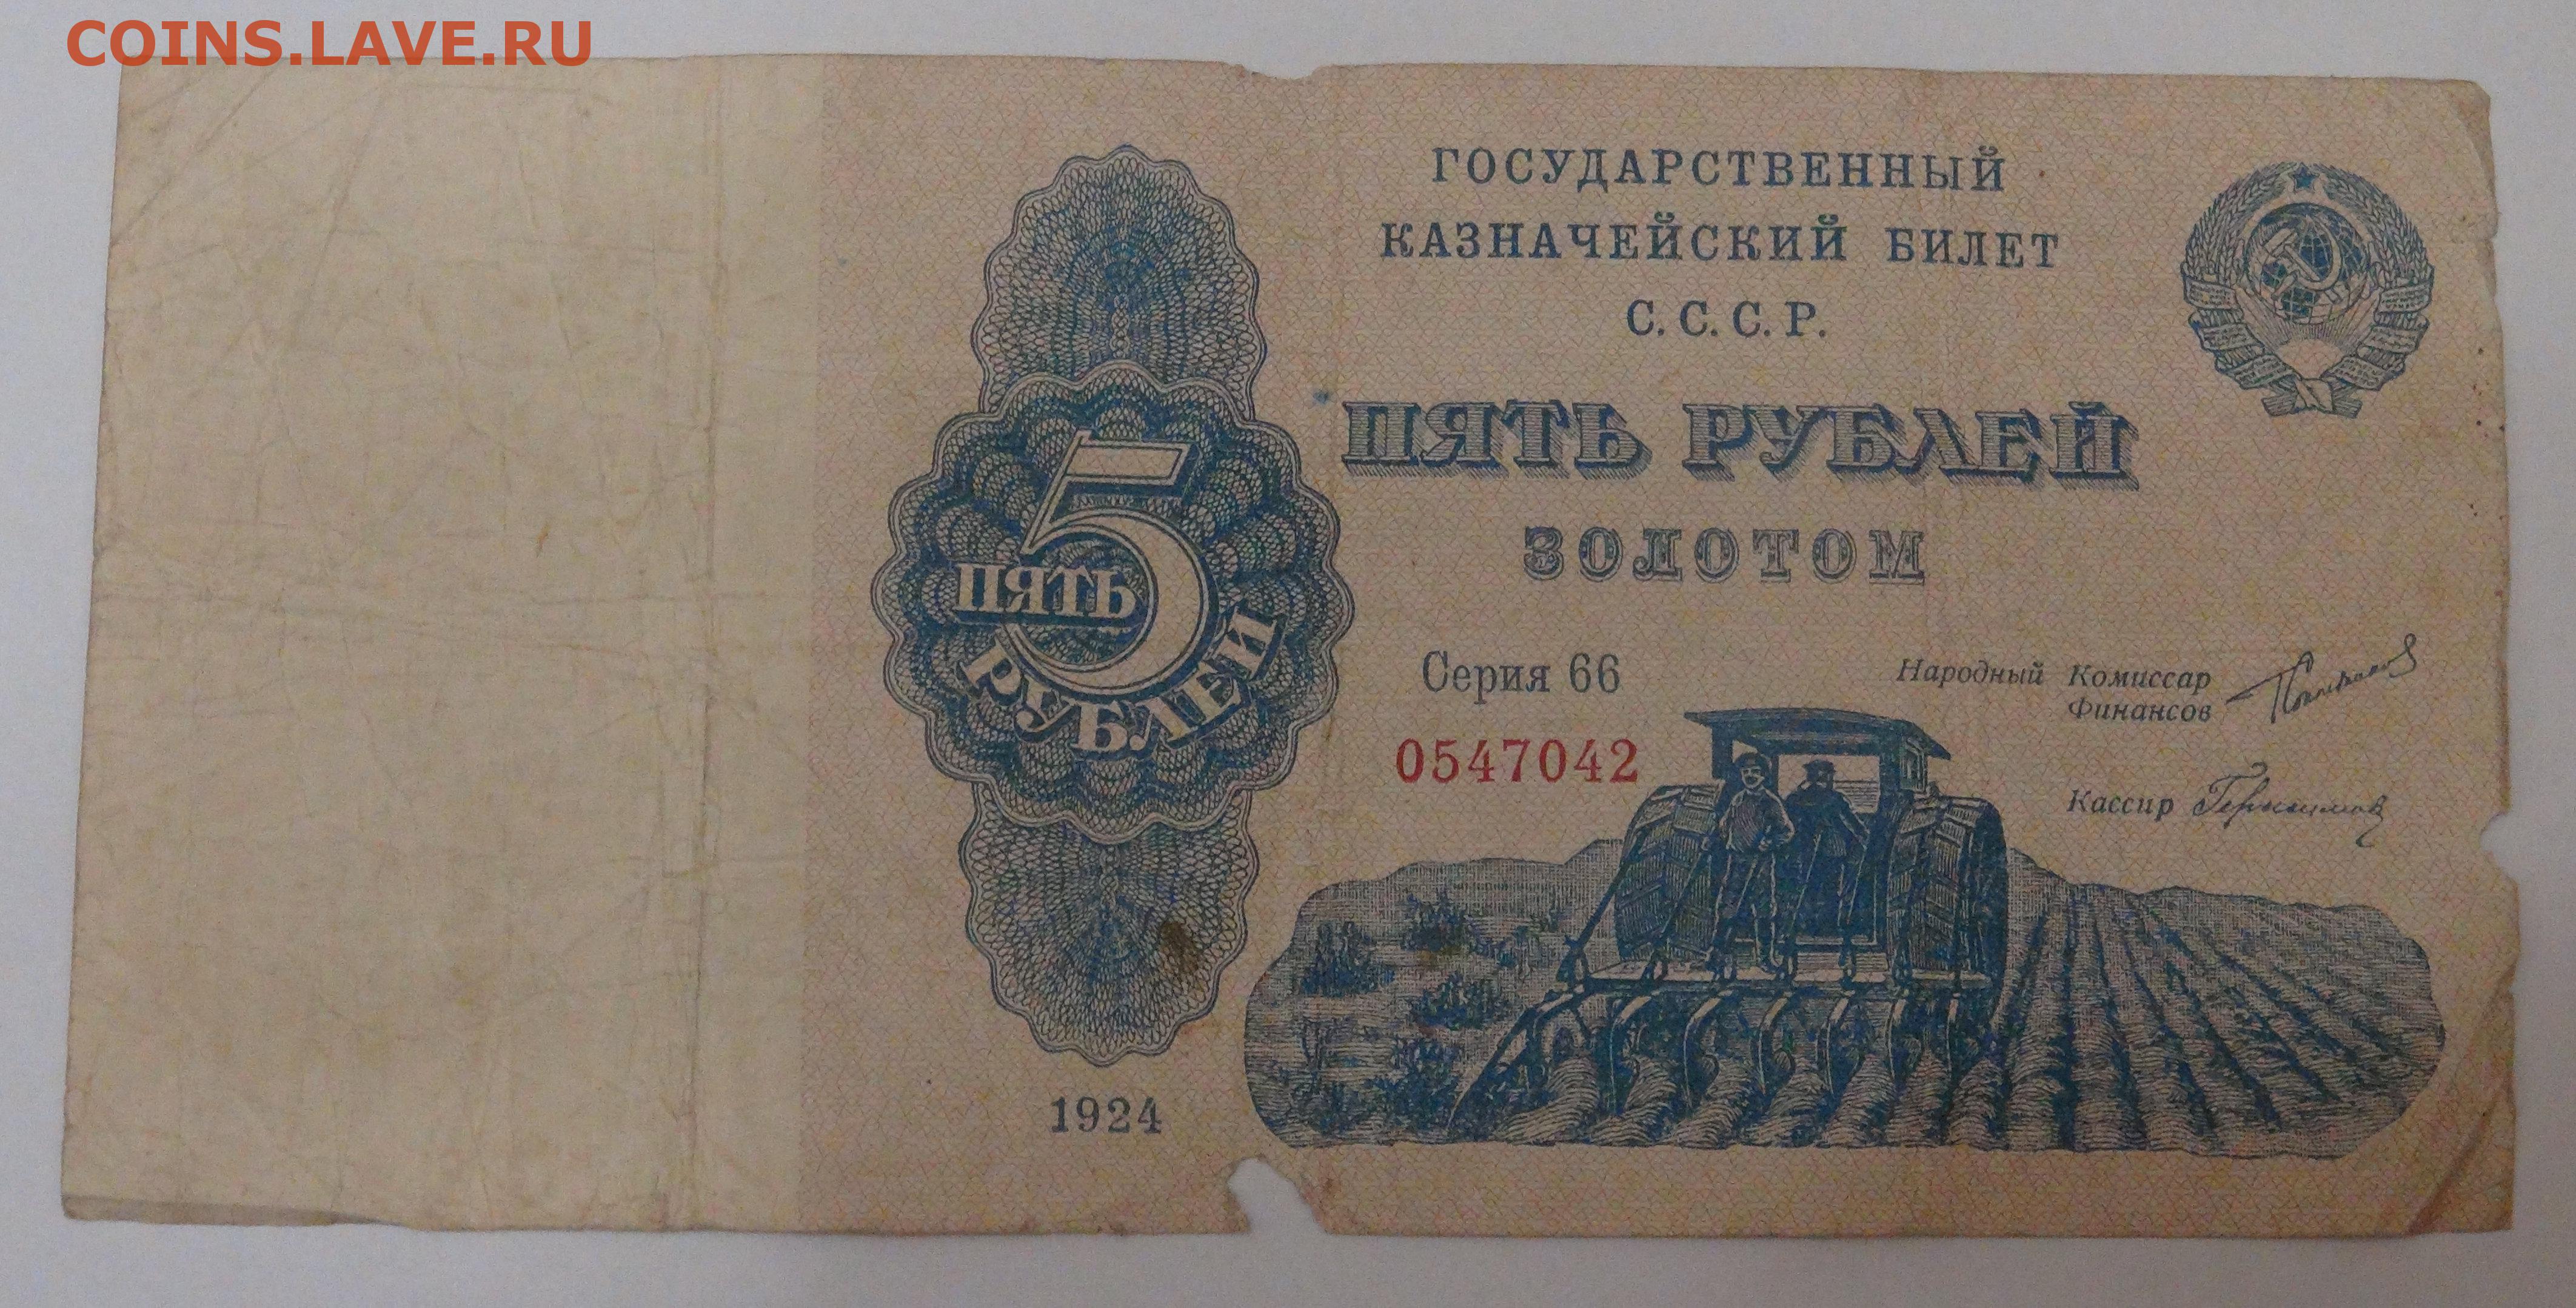 COINS.LAVE.RU
ГОСУДАРСТВЕННЫЙ
КАЗНАЧЕЙСКИЙ БИЛЕТ
С. С. С. Р.
ПЯТЬ РУБЛЕЙ
ЗОЛОТОМ
5
ПЯТЬ
РУБЛЕЙ
Серия 66
0547042
Народный Комиссар
Финансов
Кассир Герасимов
1924